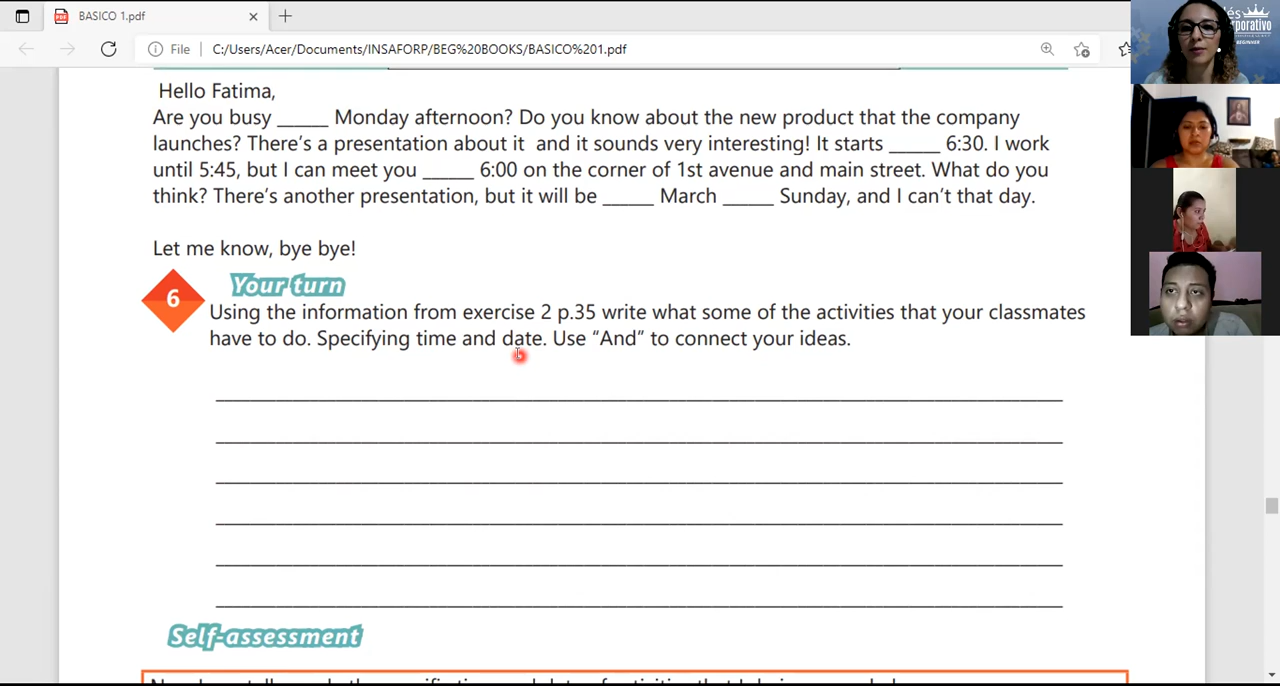 BASICO 1.pdf
File
C:/Users/Acer/Documents/INSAFORP/BEG%20BOOKS/BASICO%201.pdf
Hello Fatima,
Are you busy _____ Monday afternoon? Do you know about the new product that the company
launches? There's a presentation about it and it sounds very interesting! It starts _____ 6:30. I work
until 5:45, but I can meet you _____ 6:00 on the corner of 1st avenue and main street. What do you
think? There's another presentation, but it will be _____ March _____ Sunday, and I can't that day.
Let me know, bye bye!
Your turn
6
Using the information from exercise 2 p.35 write what some of the activities that your classmates
have to do. Specifying time and date. Use “And” to connect your ideas.
Self-assessment
BEGINNER